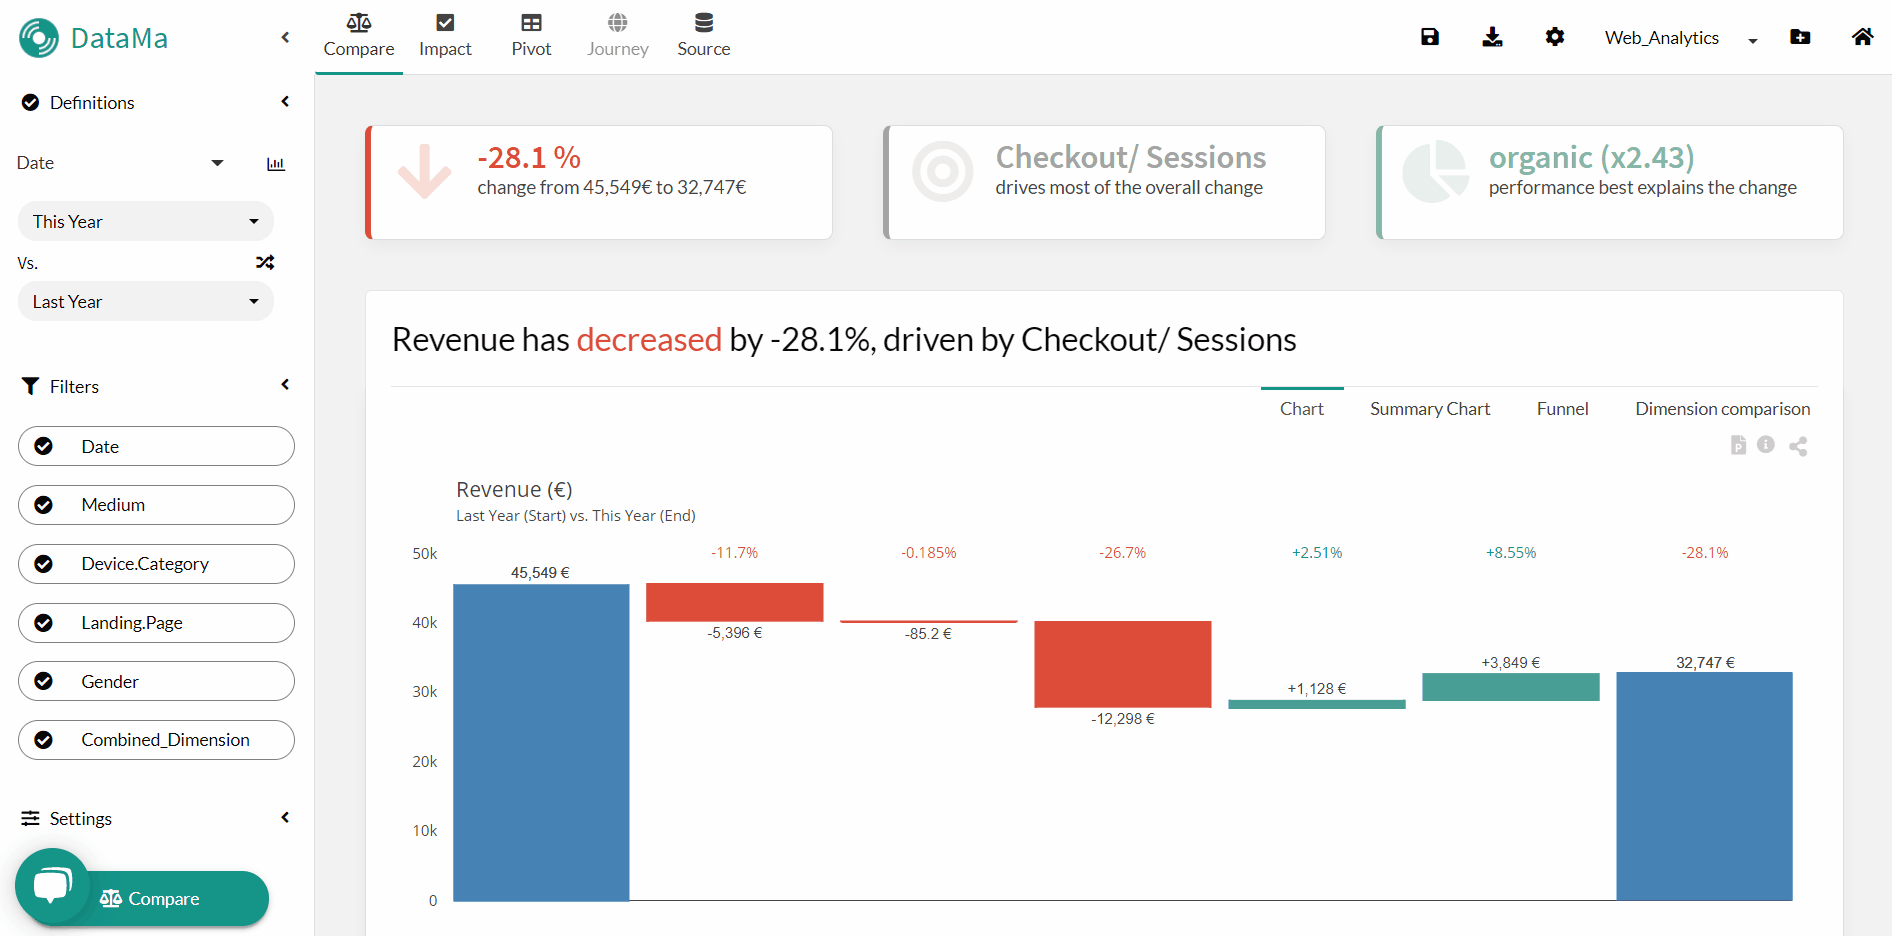 DataMa
Compare
Impact
Pivot
Journey
Source
Web_Analytics
Definitions
Date
This Year
Vs.
Last Year
Filters
Date
Medium
Device.Category
Landing.Page
Gender
Combined_Dimension
Settings
Compare
-28.1 %
change from 45,549€ to 32,747€
Checkout/ Sessions
drives most of the overall change
organic (x2.43)
performance best explains the change
Revenue has decreased by -28.1%, driven by Checkout/ Sessions
Chart
Summary Chart
Funnel
Dimension comparison
Revenue (€)
Last Year (Start) vs. This Year (End)
50k
40k
30k
20k
10k
0
-11.7%
-0.185%
-26.7%
+2.51%
+8.55%
-28.1%
45,549 €
-5,396 €
-85.2 €
-12,298 €
+1,128 €
+3,849 €
32,747 €